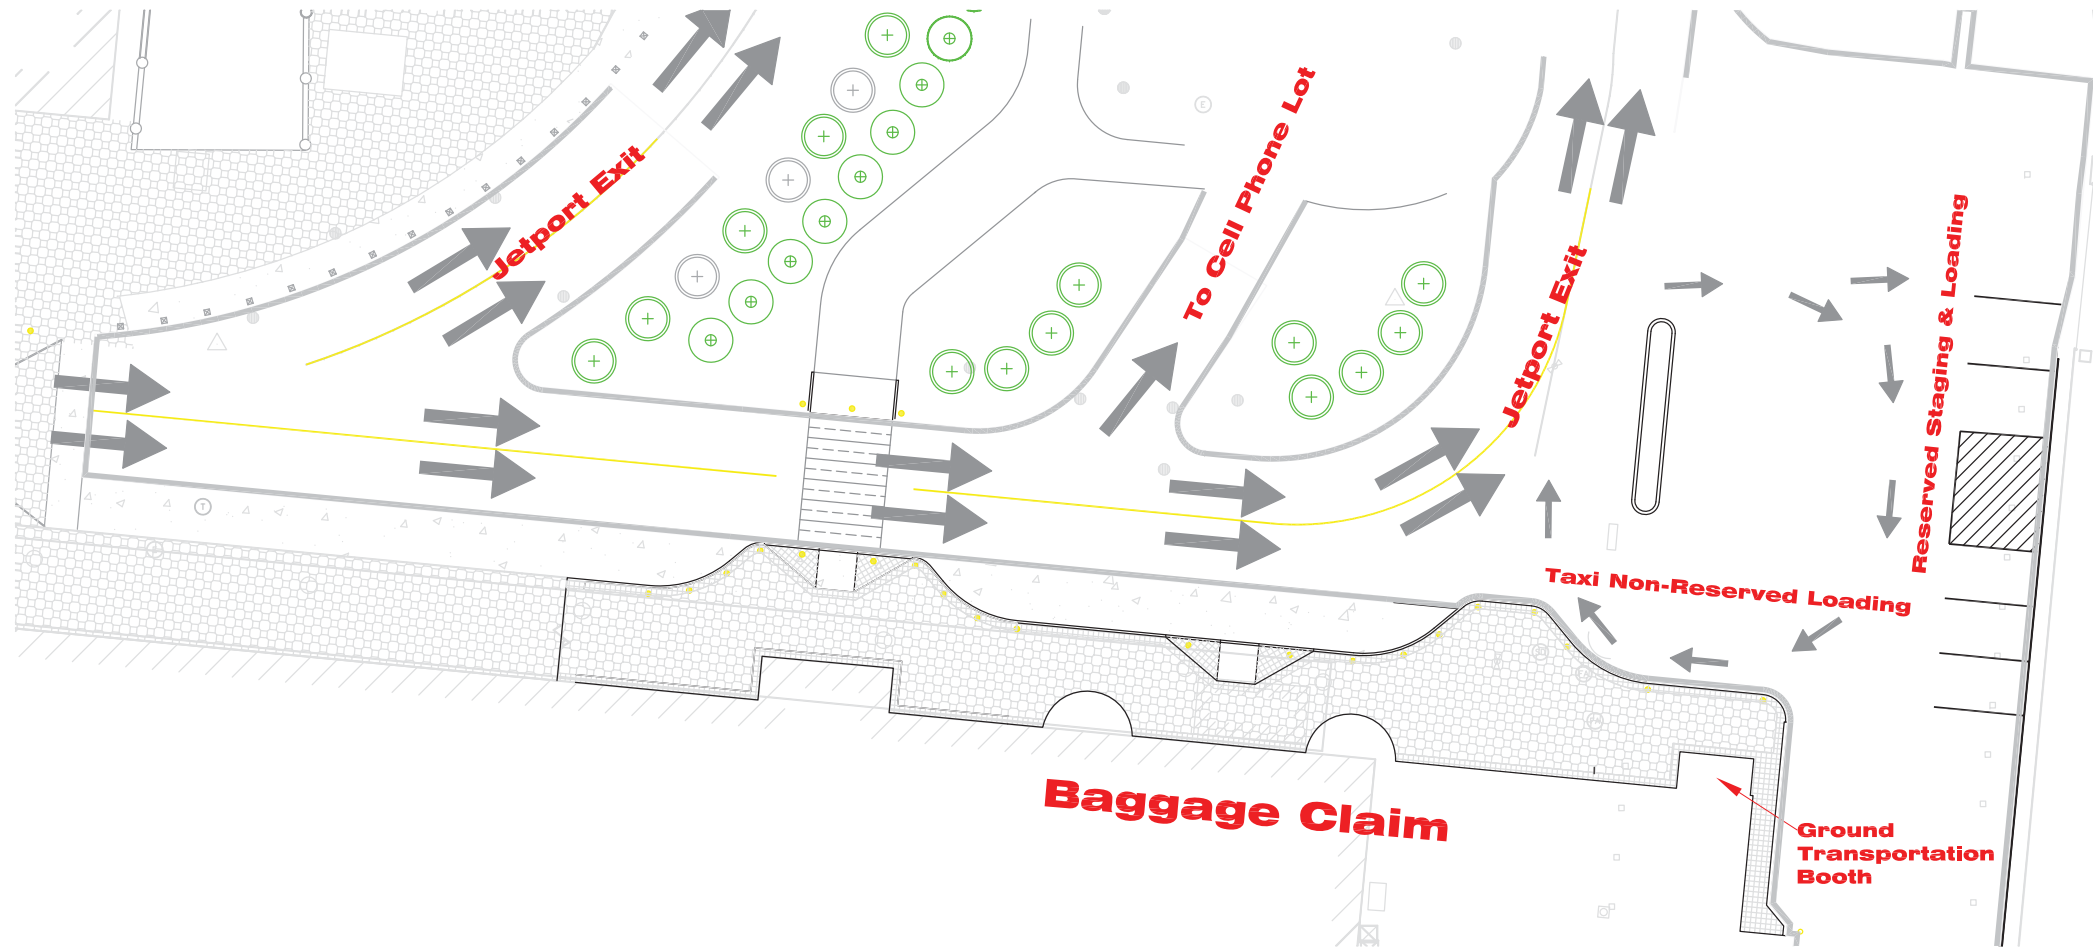 Jetport Exit
To Cell Phone Lot
Jetport Exit
Reserved Staging & Loading
Taxi Non-Reserved Loading
Baggage Claim
Ground
Transportation
Booth
E
T